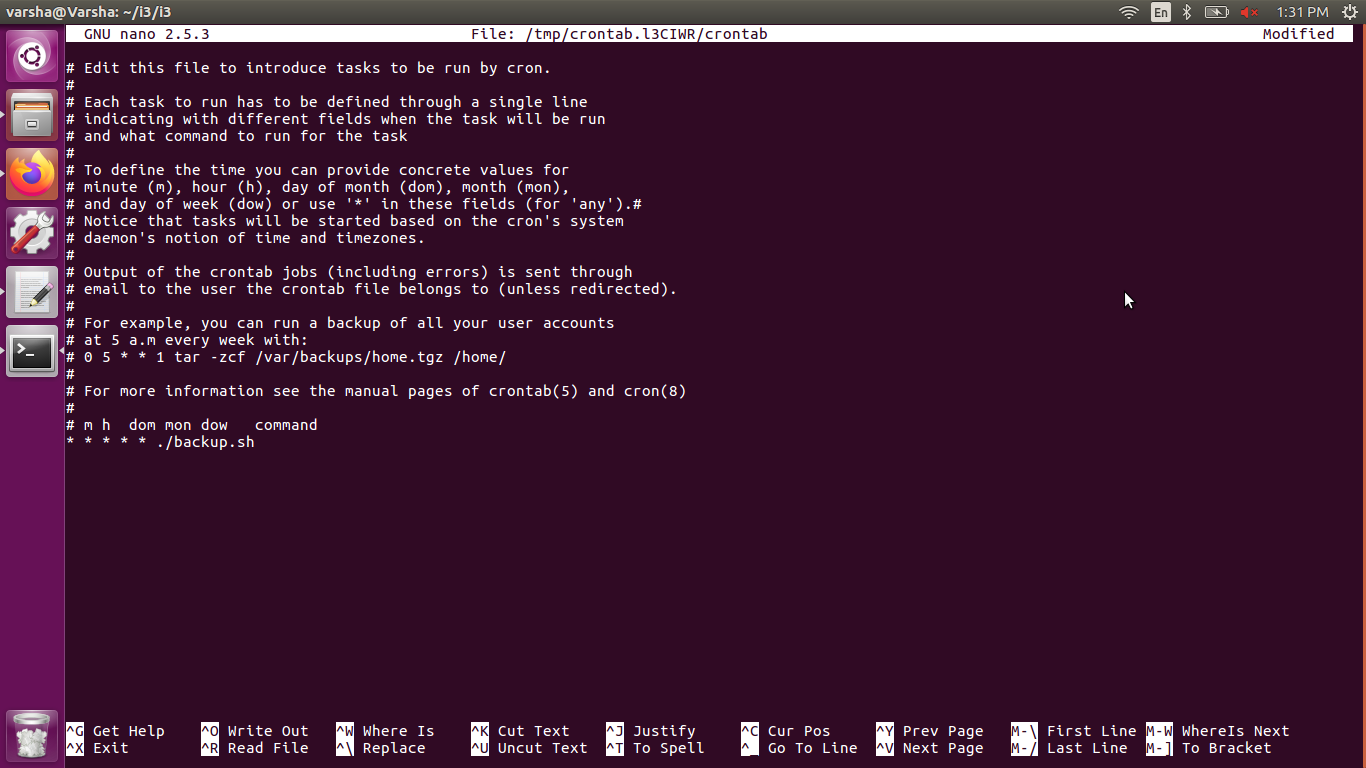 varsha@Varsha: ~/i3/i3
En
1:31 PM
GNU nano 2.5.3 File: /tmp/crontab.l3CIWR/crontab Modified
# Edit this file to introduce tasks to be run by cron.
#
# Each task to run has to be defined through a single line
# indicating with different fields when the task will be run
# and what command to run for the task
#
# To define the time you can provide concrete values for
# minute (m), hour (h), day of month (dom), month (mon),
# and day of week (dow) or use '*' in these fields (for 'any').#
# Notice that tasks will be started based on the cron's system
# daemon's notion of time and timezones.
#
# Output of the crontab jobs (including errors) is sent through
# email to the user the crontab file belongs to (unless redirected).
#
# For example, you can run a backup of all your user accounts
# at 5 a.m every week with:
# 0 5 * * 1 tar -zcf /var/backups/home.tgz /home/
#
# For more information see the manual pages of crontab(5) and cron(8)
#
# m h  dom mon dow   command
* * * * * ./backup.sh
^G Get Help ^O Write Out ^W Where Is ^K Cut Text ^J Justify ^C Cur Pos ^Y Prev Page M-\ First Line M-W WhereIs Next
^X Exit ^R Read File ^\ Replace ^U Uncut Text ^T To Spell ^_ Go To Line ^V Next Page M-/ Last Line M-] To Bracket